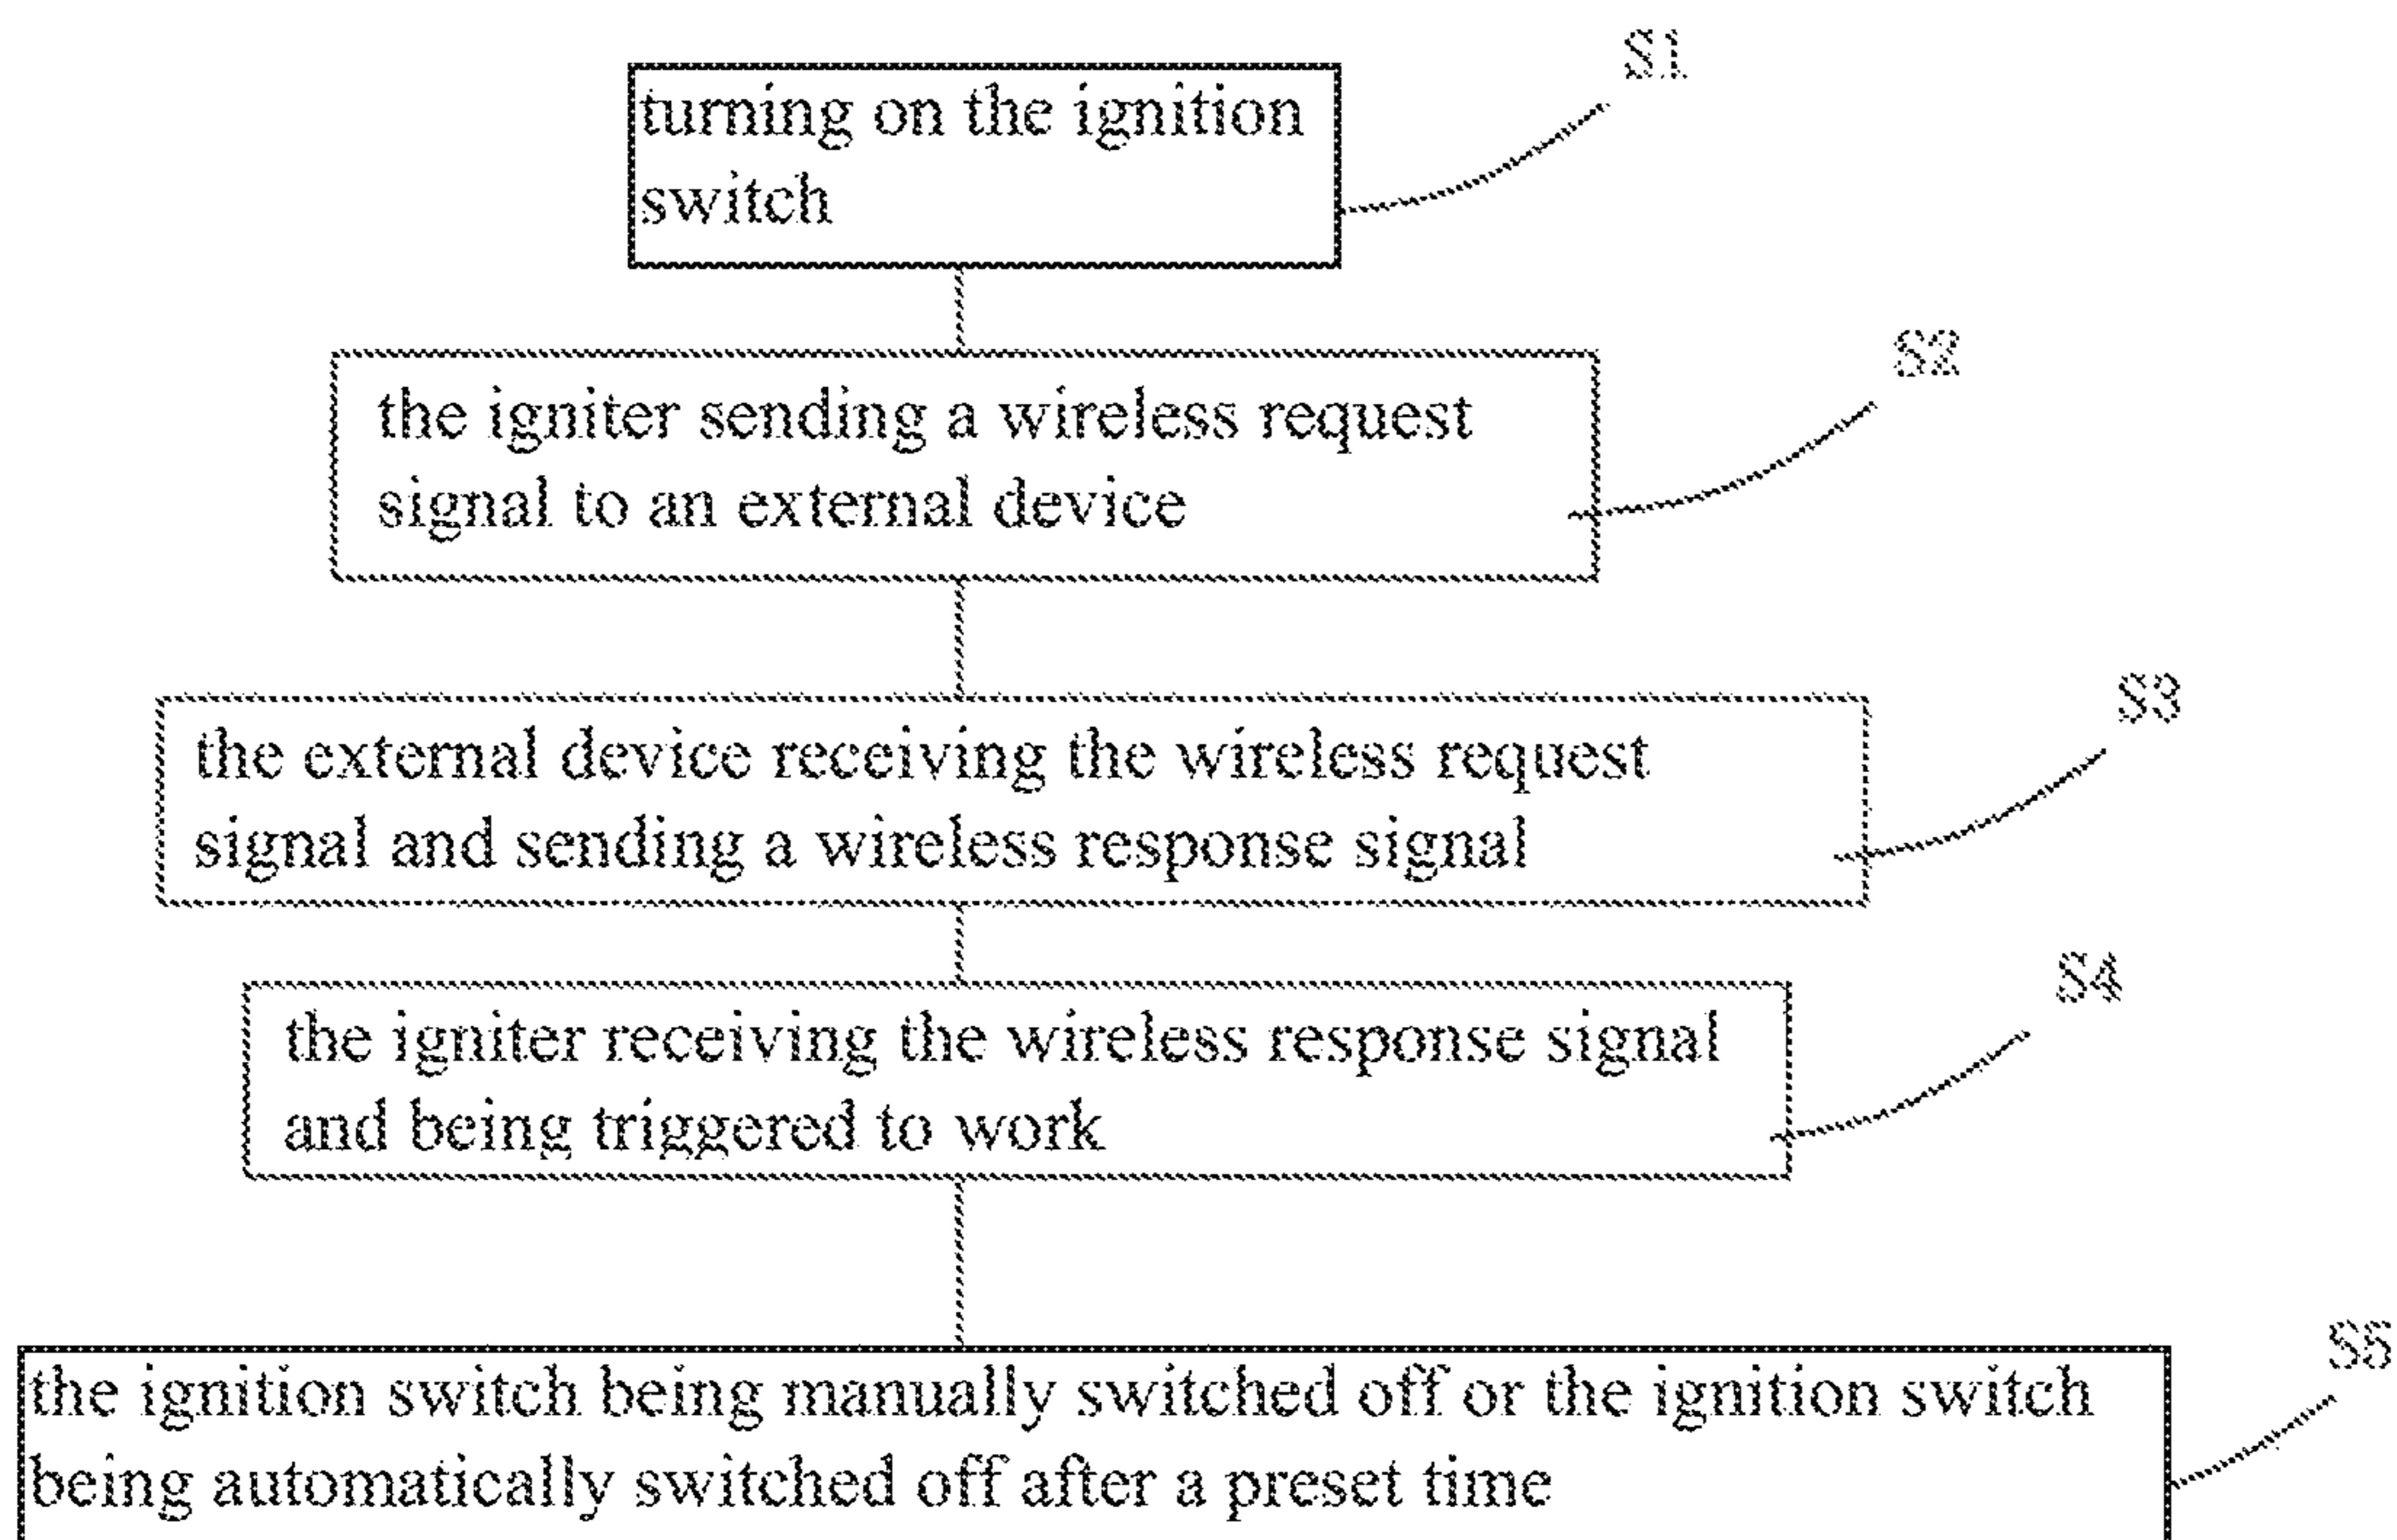 S1
turning on the ignition
switch
S2
the igniter sending a wireless request
signal to an external device
S3
the external device receiving the wireless request
signal and sending a wireless response signal
S4
the igniter receiving the wireless response signal
and being triggered to work
S5
the ignition switch being manually switched off or the ignition switch
being automatically switched off after a preset time